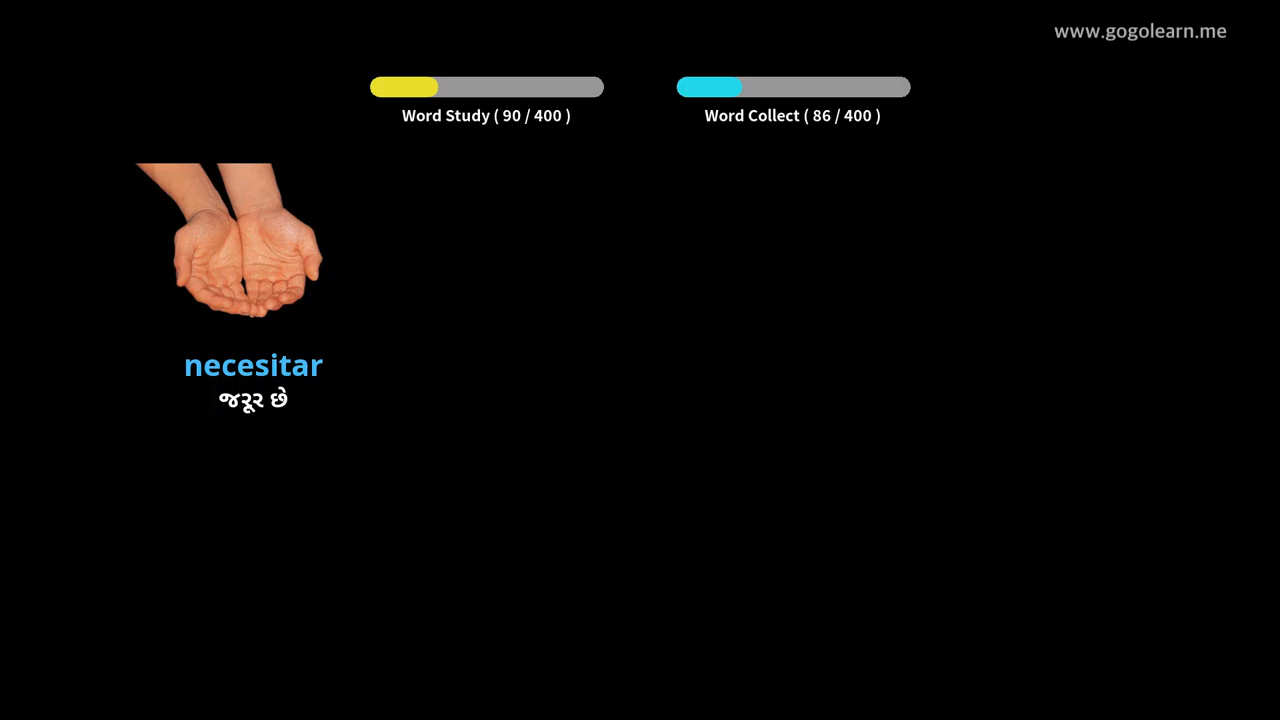 www.gogolearn.me
Word Study ( 90 / 400 )
Word Collect ( 86 / 400 )
necesitar
જરૂર છે